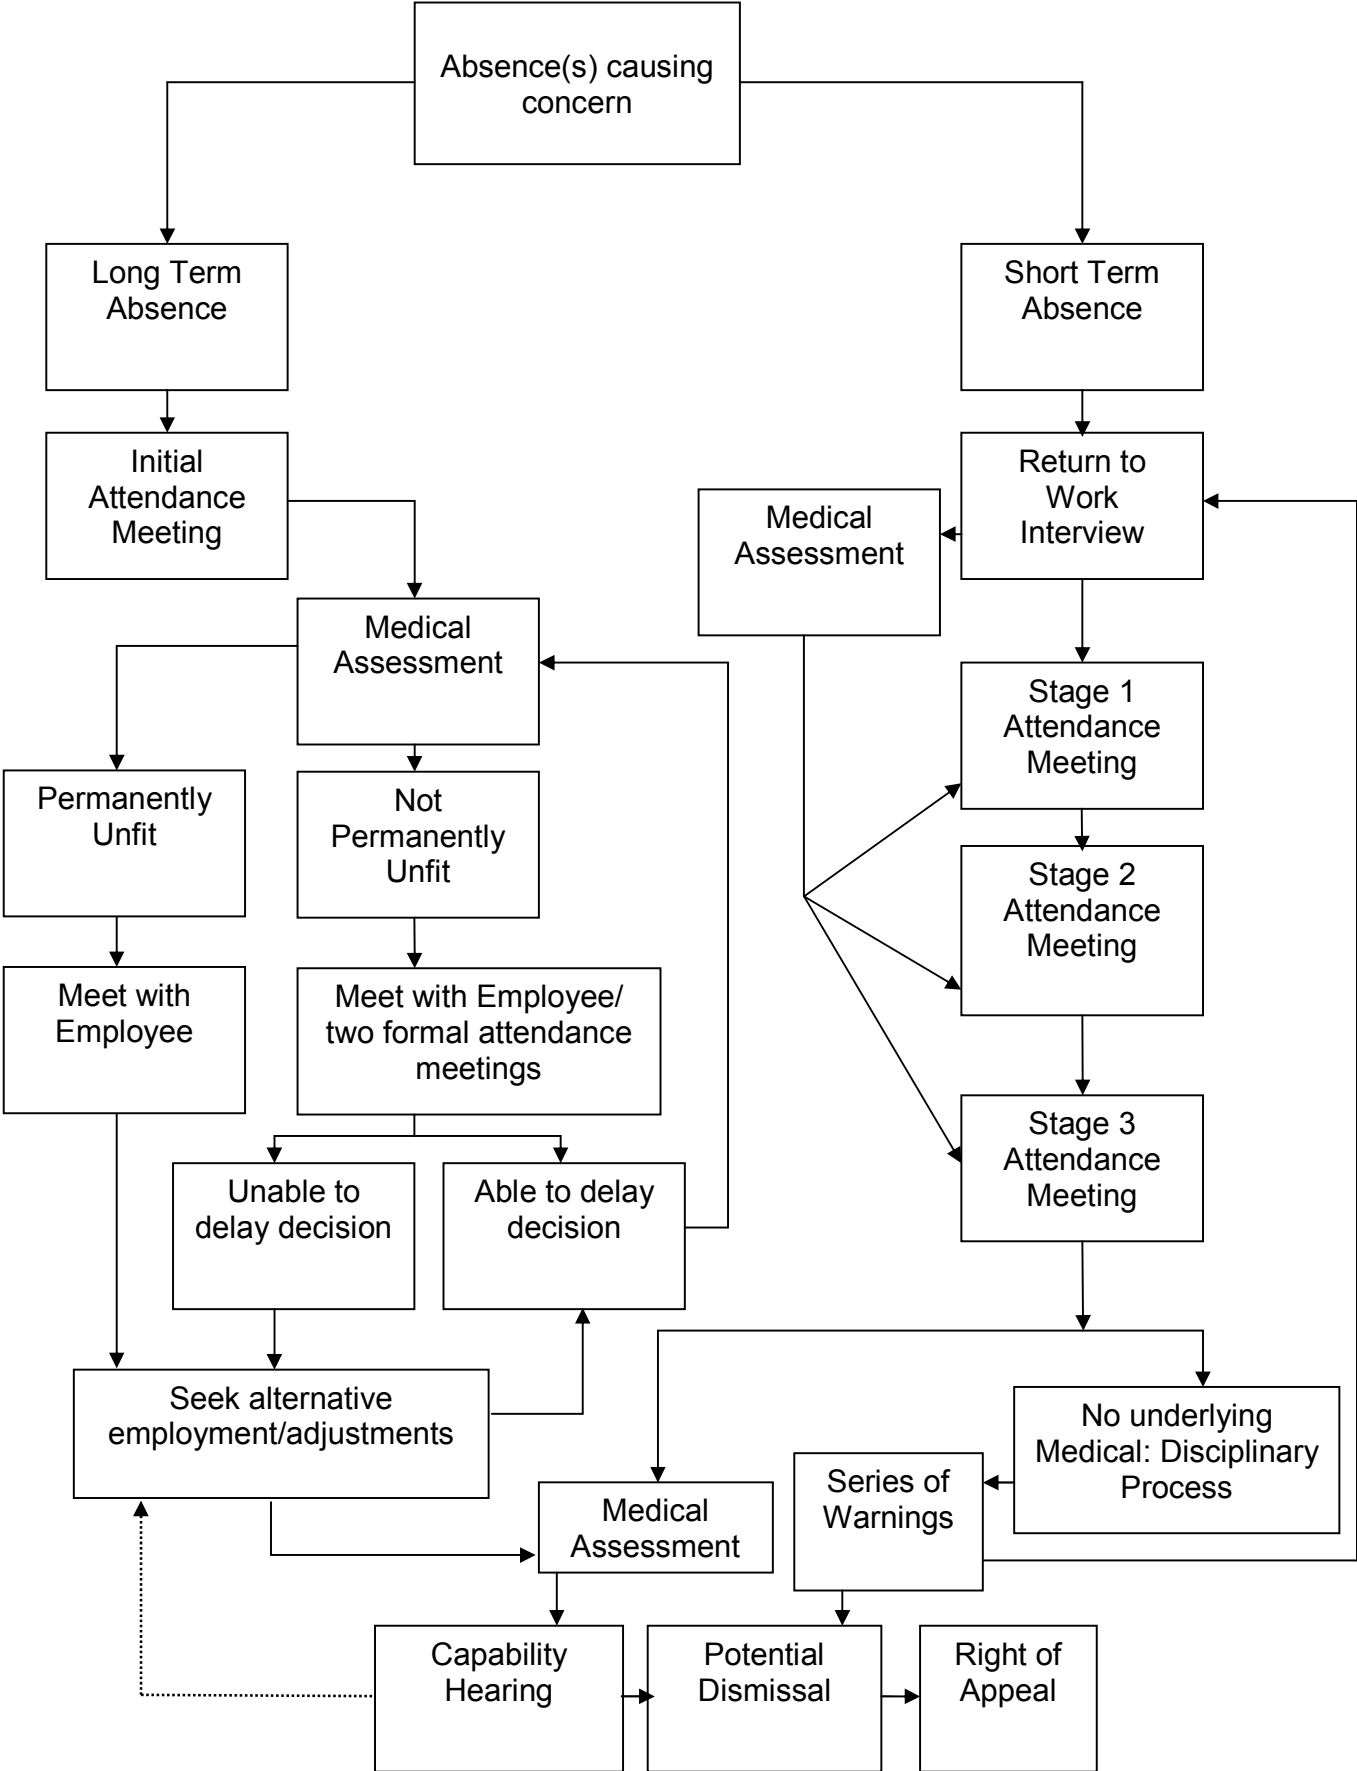 Absence(s) causing
concern
Long Term
Absence
Short Term
Absence
Initial
Attendance
Meeting
Return to
Work
Interview
Medical
Assessment
Medical
Assessment
Stage 1
Attendance
Meeting
Permanently
Unfit
Not
Permanently
Unfit
Stage 2
Attendance
Meeting
Meet with
Employee
Meet with Employee/
two formal attendance
meetings
Stage 3
Attendance
Meeting
Unable to
delay decision
Able to delay
decision
Seek alternative
employment/adjustments
No underlying
Medical: Disciplinary
Process
Series of
Warnings
Medical
Assessment
Capability
Hearing
Potential
Dismissal
Right of
Appeal